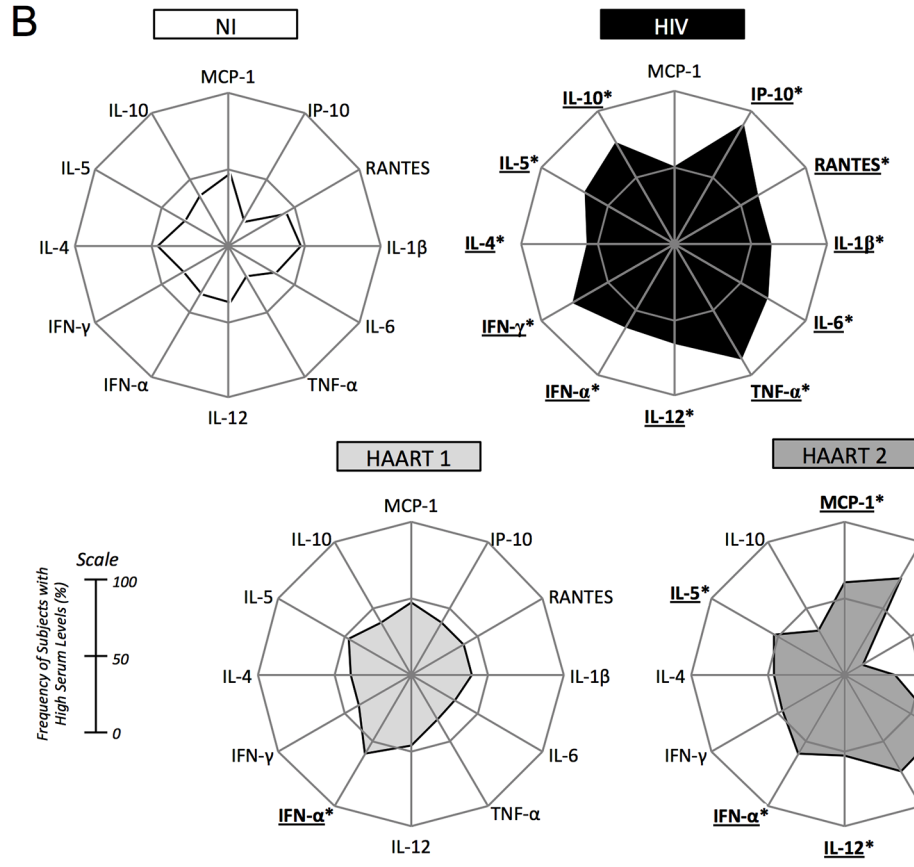 B
NI
HIV
MCP-1
IL-10
IP-10
IL-5
RANTES
IL-4
IL-1β
IFN-γ
IL-6
IFN-α
TNF-α
IL-12
MCP-1
IL-10*
IP-10*
IL-5*
RANTES*
IL-4*
IL-1β*
IFN-γ*
IL-6*
IFN-α*
TNF-α*
IL-12*
HAART 1
HAART 2
Scale
100
50
0
Frequency of Subjects with
High Serum Levels (%)
MCP-1
IL-10
IP-10
IL-5
RANTES
IL-4
IL-1β
IFN-γ
IL-6
IFN-α*
TNF-α
IL-12
MCP-1*
IL-10
IL-5*
IL-4
IFN-γ
IFN-α*
IL-12*